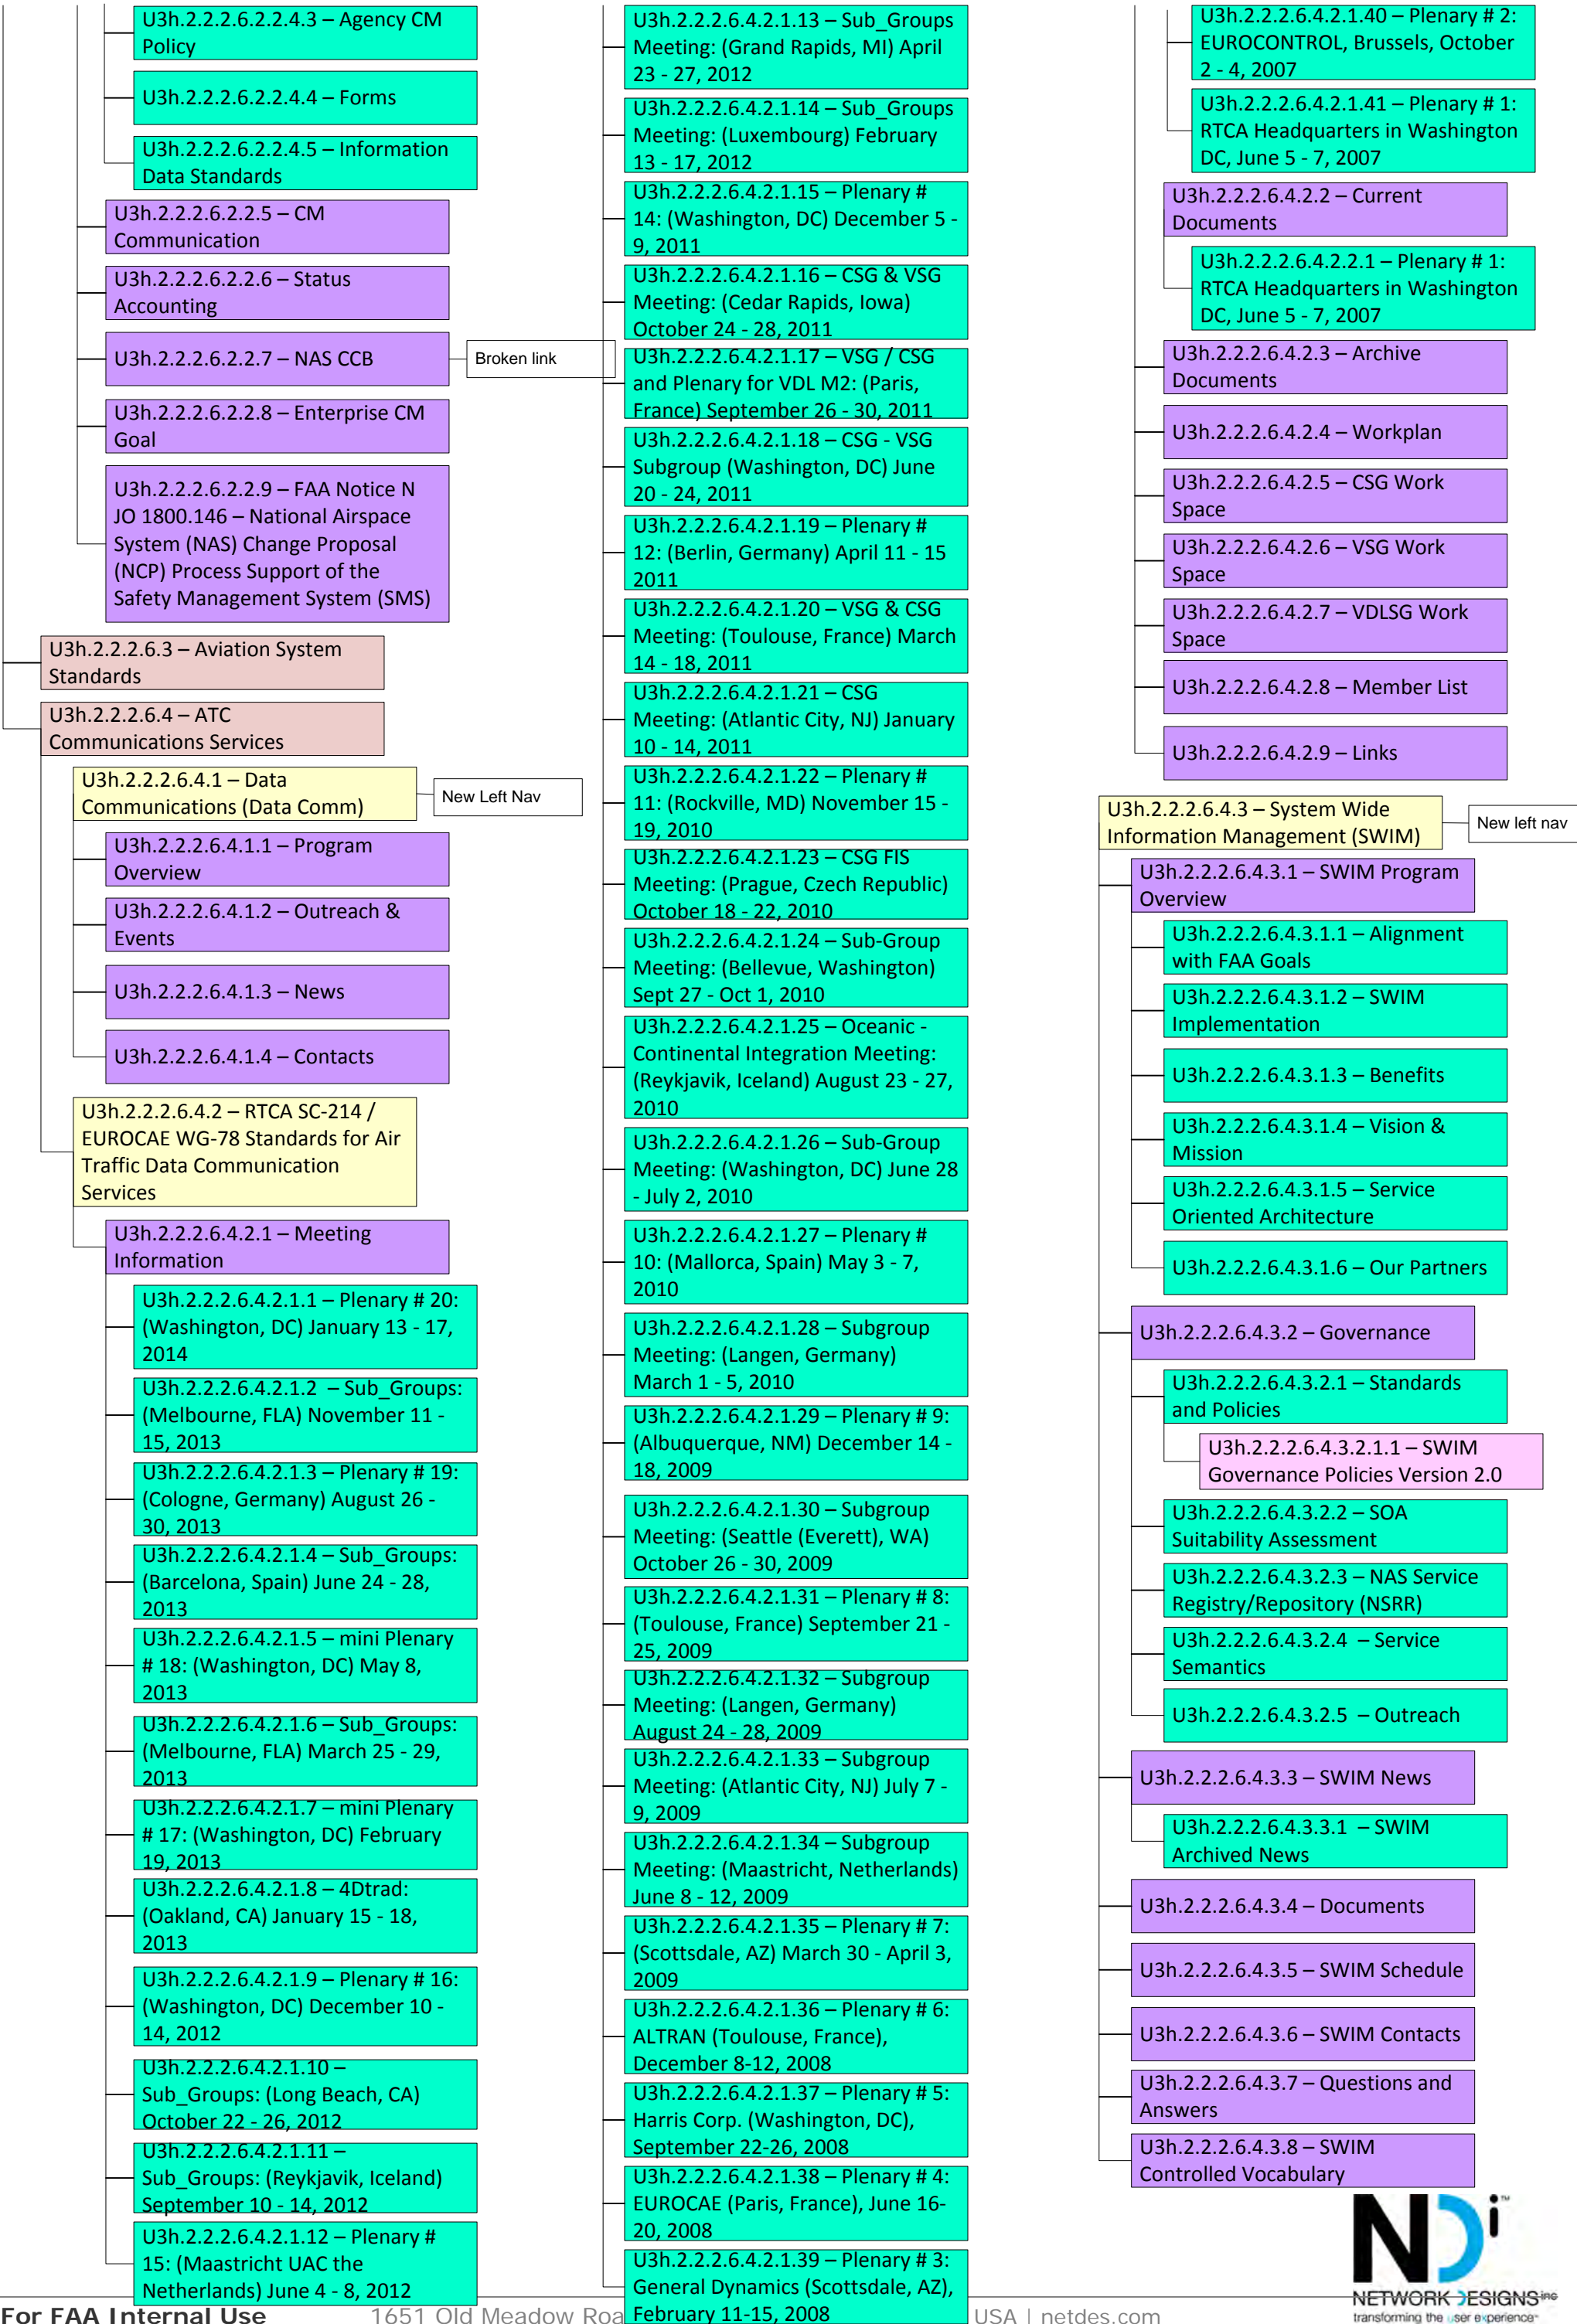 U3h.2.2.2.6.2.2.4.3 – Agency CM
Policy
U3h.2.2.2.6.2.2.4.4 – Forms
U3h.2.2.2.6.2.2.4.5 – Information
Data Standards
U3h.2.2.2.6.2.2.5 – CM
Communication
U3h.2.2.2.6.2.2.6 – Status
Accounting
U3h.2.2.2.6.2.2.7 – NAS CCB
Broken link
U3h.2.2.2.6.2.2.8 – Enterprise CM
Goal
U3h.2.2.2.6.2.2.9 – FAA Notice N
JO 1800.146 – National Airspace
System (NAS) Change Proposal
(NCP) Process Support of the
Safety Management System (SMS)
U3h.2.2.2.6.3 – Aviation System
Standards
U3h.2.2.2.6.4 – ATC
Communications Services
U3h.2.2.2.6.4.1 – Data
Communications (Data Comm)
New Left Nav
U3h.2.2.2.6.4.1.1 – Program
Overview
U3h.2.2.2.6.4.1.2 – Outreach &
Events
U3h.2.2.2.6.4.1.3 – News
U3h.2.2.2.6.4.1.4 – Contacts
U3h.2.2.2.6.4.2 – RTCA SC-214 /
EUROCAE WG-78 Standards for Air
Traffic Data Communication
Services
U3h.2.2.2.6.4.2.1 – Meeting
Information
U3h.2.2.2.6.4.2.1.1 – Plenary # 20:
(Washington, DC) January 13 - 17,
2014
U3h.2.2.2.6.4.2.1.2 – Sub_Groups:
(Melbourne, FLA) November 11 -
15, 2013
U3h.2.2.2.6.4.2.1.3 – Plenary # 19:
(Cologne, Germany) August 26 -
30, 2013
U3h.2.2.2.6.4.2.1.4 – Sub_Groups:
(Barcelona, Spain) June 24 - 28,
2013
U3h.2.2.2.6.4.2.1.5 – mini Plenary
# 18: (Washington, DC) May 8,
2013
U3h.2.2.2.6.4.2.1.6 – Sub_Groups:
(Melbourne, FLA) March 25 - 29,
2013
U3h.2.2.2.6.4.2.1.7 – mini Plenary
# 17: (Washington, DC) February
19, 2013
U3h.2.2.2.6.4.2.1.8 – 4Dtrad:
(Oakland, CA) January 15 - 18,
2013
U3h.2.2.2.6.4.2.1.9 – Plenary # 16:
(Washington, DC) December 10 -
14, 2012
U3h.2.2.2.6.4.2.1.10 –
Sub_Groups: (Long Beach, CA)
October 22 - 26, 2012
U3h.2.2.2.6.4.2.1.11 –
Sub_Groups: (Reykjavik, Iceland)
September 10 - 14, 2012
U3h.2.2.2.6.4.2.1.12 – Plenary #
15: (Maastricht UAC the
Netherlands) June 4 - 8, 2012
U3h.2.2.2.6.4.2.1.13 – Sub_Groups
Meeting: (Grand Rapids, MI) April
23 - 27, 2012
U3h.2.2.2.6.4.2.1.14 – Sub_Groups
Meeting: (Luxembourg) February
13 - 17, 2012
U3h.2.2.2.6.4.2.1.15 – Plenary #
14: (Washington, DC) December 5 -
9, 2011
U3h.2.2.2.6.4.2.1.16 – CSG & VSG
Meeting: (Cedar Rapids, Iowa)
October 24 - 28, 2011
U3h.2.2.2.6.4.2.1.17 – VSG / CSG
and Plenary for VDL M2: (Paris,
France) September 26 - 30, 2011
U3h.2.2.2.6.4.2.1.18 – CSG - VSG
Subgroup (Washington, DC) June
20 - 24, 2011
U3h.2.2.2.6.4.2.1.19 – Plenary #
12: (Berlin, Germany) April 11 - 15
2011
U3h.2.2.2.6.4.2.1.20 – VSG & CSG
Meeting: (Toulouse, France) March
14 - 18, 2011
U3h.2.2.2.6.4.2.1.21 – CSG
Meeting: (Atlantic City, NJ) January
10 - 14, 2011
U3h.2.2.2.6.4.2.1.22 – Plenary #
11: (Rockville, MD) November 15 -
19, 2010
U3h.2.2.2.6.4.2.1.23 – CSG FIS
Meeting: (Prague, Czech Republic)
October 18 - 22, 2010
U3h.2.2.2.6.4.2.1.24 – Sub-Group
Meeting: (Bellevue, Washington)
Sept 27 - Oct 1, 2010
U3h.2.2.2.6.4.2.1.25 – Oceanic -
Continental Integration Meeting:
(Reykjavik, Iceland) August 23 - 27,
2010
U3h.2.2.2.6.4.2.1.26 – Sub-Group
Meeting: (Washington, DC) June 28
- July 2, 2010
U3h.2.2.2.6.4.2.1.27 – Plenary #
10: (Mallorca, Spain) May 3 - 7,
2010
U3h.2.2.2.6.4.2.1.28 – Subgroup
Meeting: (Langen, Germany)
March 1 - 5, 2010
U3h.2.2.2.6.4.2.1.29 – Plenary # 9:
(Albuquerque, NM) December 14 -
18, 2009
U3h.2.2.2.6.4.2.1.30 – Subgroup
Meeting: (Seattle (Everett), WA)
October 26 - 30, 2009
U3h.2.2.2.6.4.2.1.31 – Plenary # 8:
(Toulouse, France) September 21 -
25, 2009
U3h.2.2.2.6.4.2.1.32 – Subgroup
Meeting: (Langen, Germany)
August 24 - 28, 2009
U3h.2.2.2.6.4.2.1.33 – Subgroup
Meeting: (Atlantic City, NJ) July 7 -
9, 2009
U3h.2.2.2.6.4.2.1.34 – Subgroup
Meeting: (Maastricht, Netherlands)
June 8 - 12, 2009
U3h.2.2.2.6.4.2.1.35 – Plenary # 7:
(Scottsdale, AZ) March 30 - April 3,
2009
U3h.2.2.2.6.4.2.1.36 – Plenary # 6:
ALTRAN (Toulouse, France),
December 8-12, 2008
U3h.2.2.2.6.4.2.1.37 – Plenary # 5:
Harris Corp. (Washington, DC),
September 22-26, 2008
U3h.2.2.2.6.4.2.1.38 – Plenary # 4:
EUROCAE (Paris, France), June 16-
20, 2008
U3h.2.2.2.6.4.2.1.39 – Plenary # 3:
General Dynamics (Scottsdale, AZ),
February 11-15, 2008
U3h.2.2.2.6.4.2.1.40 – Plenary # 2:
EUROCONTROL, Brussels, October
2 - 4, 2007
U3h.2.2.2.6.4.2.1.41 – Plenary # 1:
RTCA Headquarters in Washington
DC, June 5 - 7, 2007
U3h.2.2.2.6.4.2.2 – Current
Documents
U3h.2.2.2.6.4.2.2.1 – Plenary # 1:
RTCA Headquarters in Washington
DC, June 5 - 7, 2007
U3h.2.2.2.6.4.2.3 – Archive
Documents
U3h.2.2.2.6.4.2.4 – Workplan
U3h.2.2.2.6.4.2.5 – CSG Work
Space
U3h.2.2.2.6.4.2.6 – VSG Work
Space
U3h.2.2.2.6.4.2.7 – VDLSG Work
Space
U3h.2.2.2.6.4.2.8 – Member List
U3h.2.2.2.6.4.2.9 – Links
U3h.2.2.2.6.4.3 – System Wide
Information Management (SWIM)
New left nav
U3h.2.2.2.6.4.3.1 – SWIM Program
Overview
U3h.2.2.2.6.4.3.1.1 – Alignment
with FAA Goals
U3h.2.2.2.6.4.3.1.2 – SWIM
Implementation
U3h.2.2.2.6.4.3.1.3 – Benefits
U3h.2.2.2.6.4.3.1.4 – Vision &
Mission
U3h.2.2.2.6.4.3.1.5 – Service
Oriented Architecture
U3h.2.2.2.6.4.3.1.6 – Our Partners
U3h.2.2.2.6.4.3.2 – Governance
U3h.2.2.2.6.4.3.2.1 – Standards
and Policies
U3h.2.2.2.6.4.3.2.1.1 – SWIM
Governance Policies Version 2.0
U3h.2.2.2.6.4.3.2.2 – SOA
Suitability Assessment
U3h.2.2.2.6.4.3.2.3 – NAS Service
Registry/Repository (NSRR)
U3h.2.2.2.6.4.3.2.4 – Service
Semantics
U3h.2.2.2.6.4.3.2.5 – Outreach
U3h.2.2.2.6.4.3.3 – SWIM News
U3h.2.2.2.6.4.3.3.1 – SWIM
Archived News
U3h.2.2.2.6.4.3.4 – Documents
U3h.2.2.2.6.4.3.5 – SWIM Schedule
U3h.2.2.2.6.4.3.6 – SWIM Contacts
U3h.2.2.2.6.4.3.7 – Questions and
Answers
U3h.2.2.2.6.4.3.8 – SWIM
Controlled Vocabulary
NDi™
NETWORK DESIGNS inc
transforming the user experience
For FAA Internal Use
1651 Old Meadow Roa
USA | netdes.com